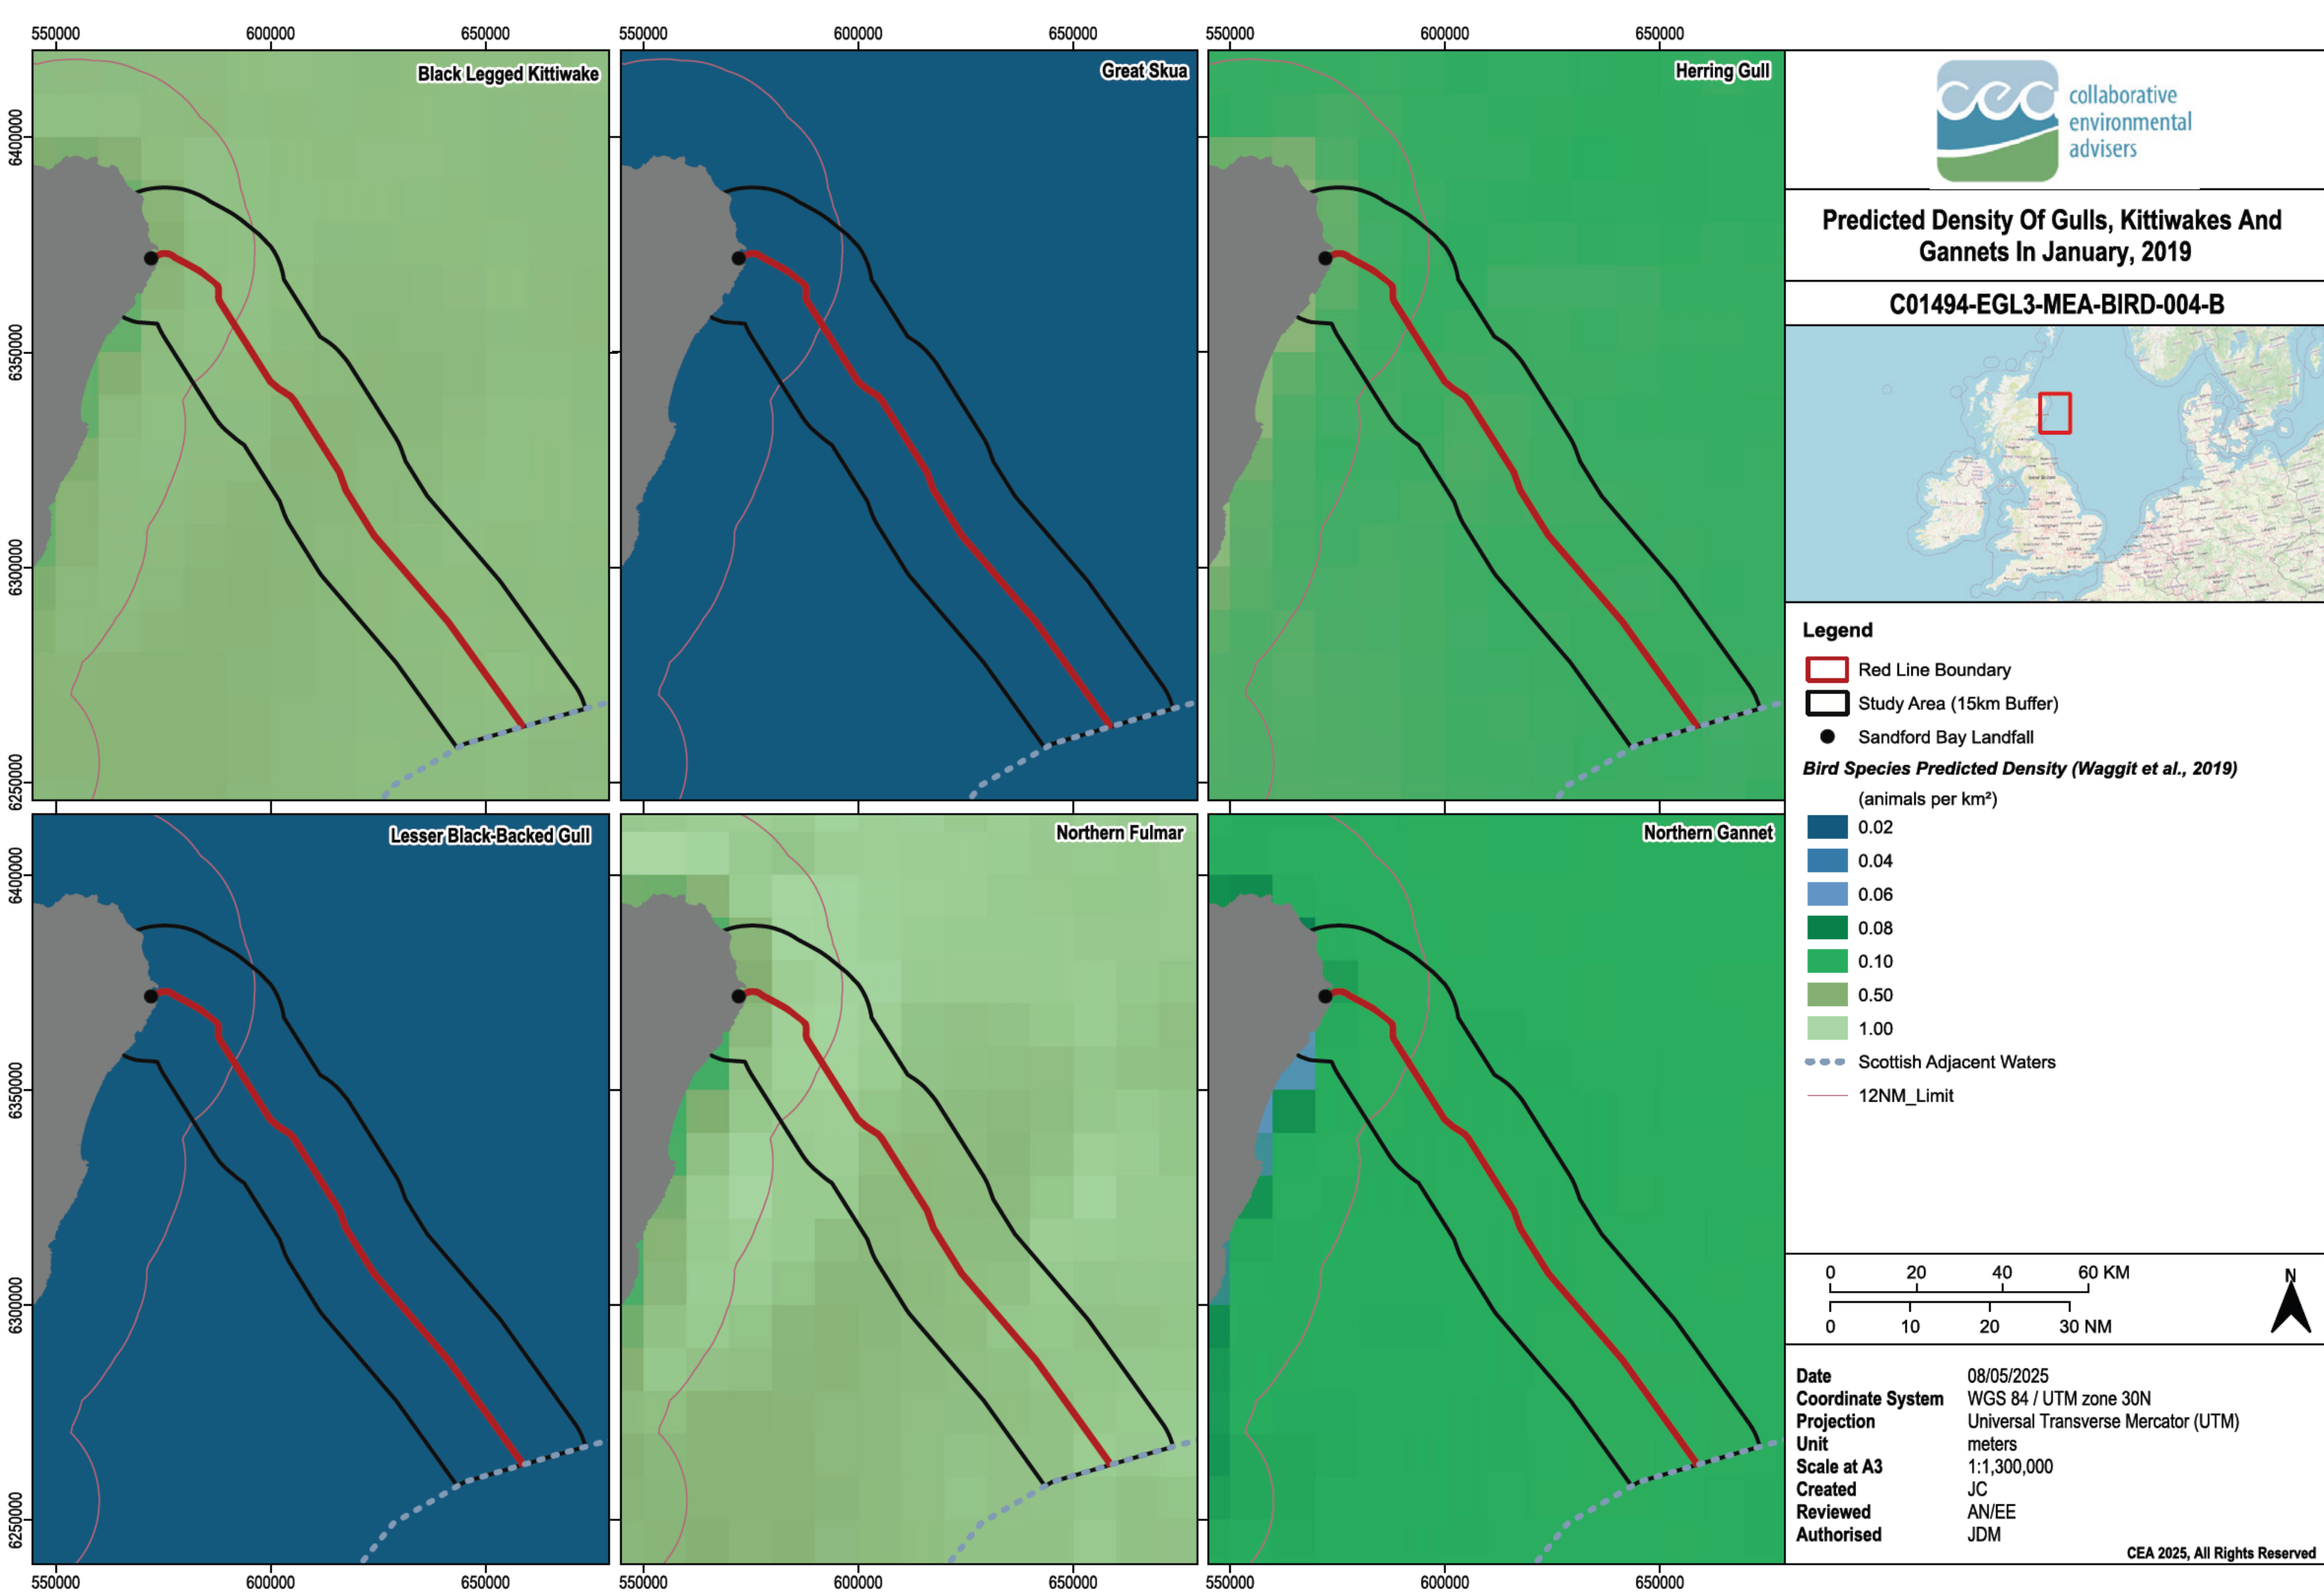 550000 600000 650000 550000 600000 650000 550000 600000 650000
6400000
6350000
6300000
6250000
Black Legged Kittiwake
Great Skua
Herring Gull
6400000
6350000
6300000
6250000
Lesser Black-Backed Gull
Northern Fulmar
Northern Gannet
550000 600000 650000 550000 600000 650000 550000 600000 650000
cea
collaborative
environmental
advisers
Predicted Density Of Gulls, Kittiwakes And
Gannets In January, 2019
C01494-EGL3-MEA-BIRD-004-B
Legend
Red Line Boundary
Study Area (15km Buffer)
Sandford Bay Landfall
Bird Species Predicted Density (Waggit et al., 2019)
(animals per km²)
0.02
0.04
0.06
0.08
0.10
0.50
1.00
Scottish Adjacent Waters
12NM_Limit
0 20 40 60 KM
0 10 20 30 NM
N
Date 08/05/2025
Coordinate System WGS 84 / UTM zone 30N
Projection Universal Transverse Mercator (UTM)
Unit meters
Scale at A3 1:1,300,000
Created JC
Reviewed AN/EE
Authorised JDM
CEA 2025, All Rights Reserved